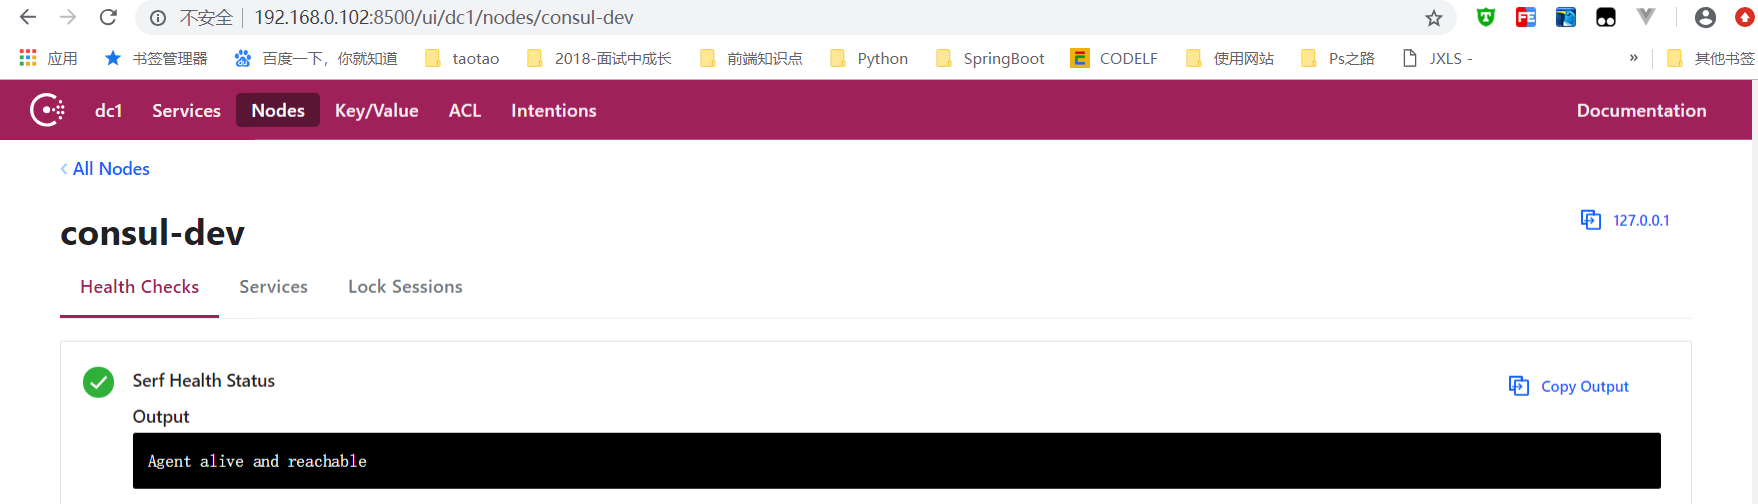 不安全 192.168.0.102:8500/ui/dc1/nodes/consul-dev
应用 书签管理器 百度一下，你就知道 taotao 2018-面试中成长 前端知识点 Python SpringBoot CODELF 使用网站 Ps之路 JXLS - » 其他书签
dc1 Services Nodes Key/Value ACL Intentions Documentation
‹ All Nodes
consul-dev 127.0.0.1
Health Checks Services Lock Sessions
Serf Health Status Copy Output
Output
Agent alive and reachable